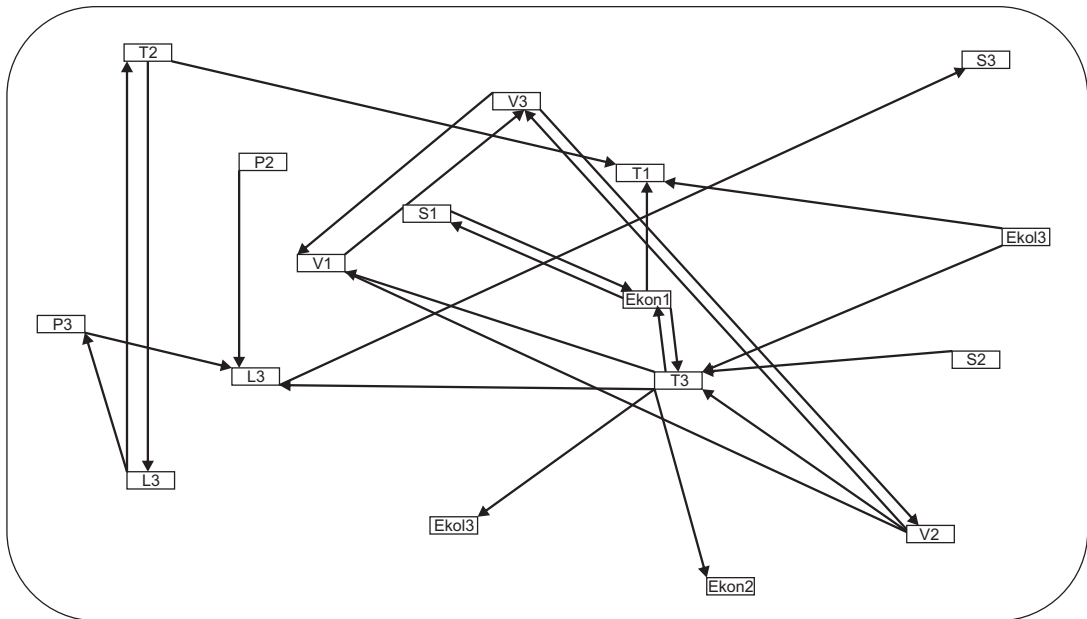 T2
S3
V3
P2
T1
S1
Ekol3
V1
Ekon1
P3
S2
L3
T3
L3
Ekol3
V2
Ekon2